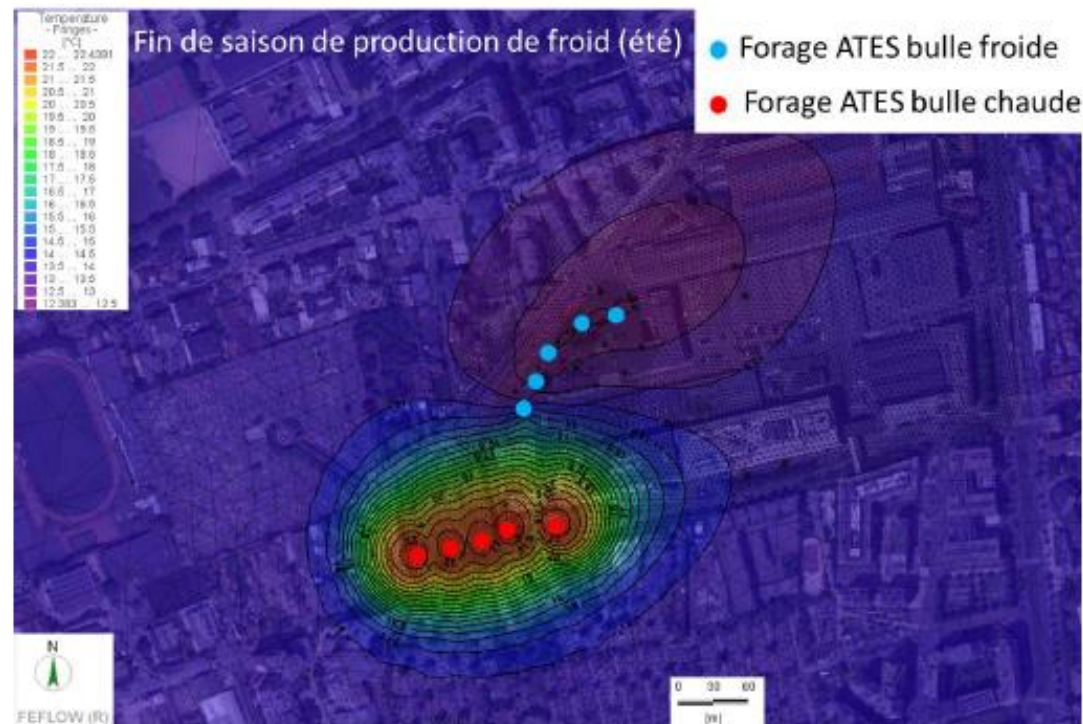 Temperature
- Fringes -
[°C]
22 ... 22.4391
21.5 ... 22
21 ... 21.5
20.5 ... 21
20 ... 20.5
19.5 ... 20
19 ... 19.5
18.5 ... 19
18 ... 18.5
17.5 ... 18
17 ... 17.5
16.5 ... 17
16 ... 16.5
15.5 ... 16
15 ... 15.5
14.5 ... 15
14 ... 14.5
13.5 ... 14
13 ... 13.5
12.5 ... 13
12.383 ... 12.5
Fin de saison de production de froid (été)
Forage ATES bulle froide
Forage ATES bulle chaude
N
FEFLOW (R)
0 30 60
[m]